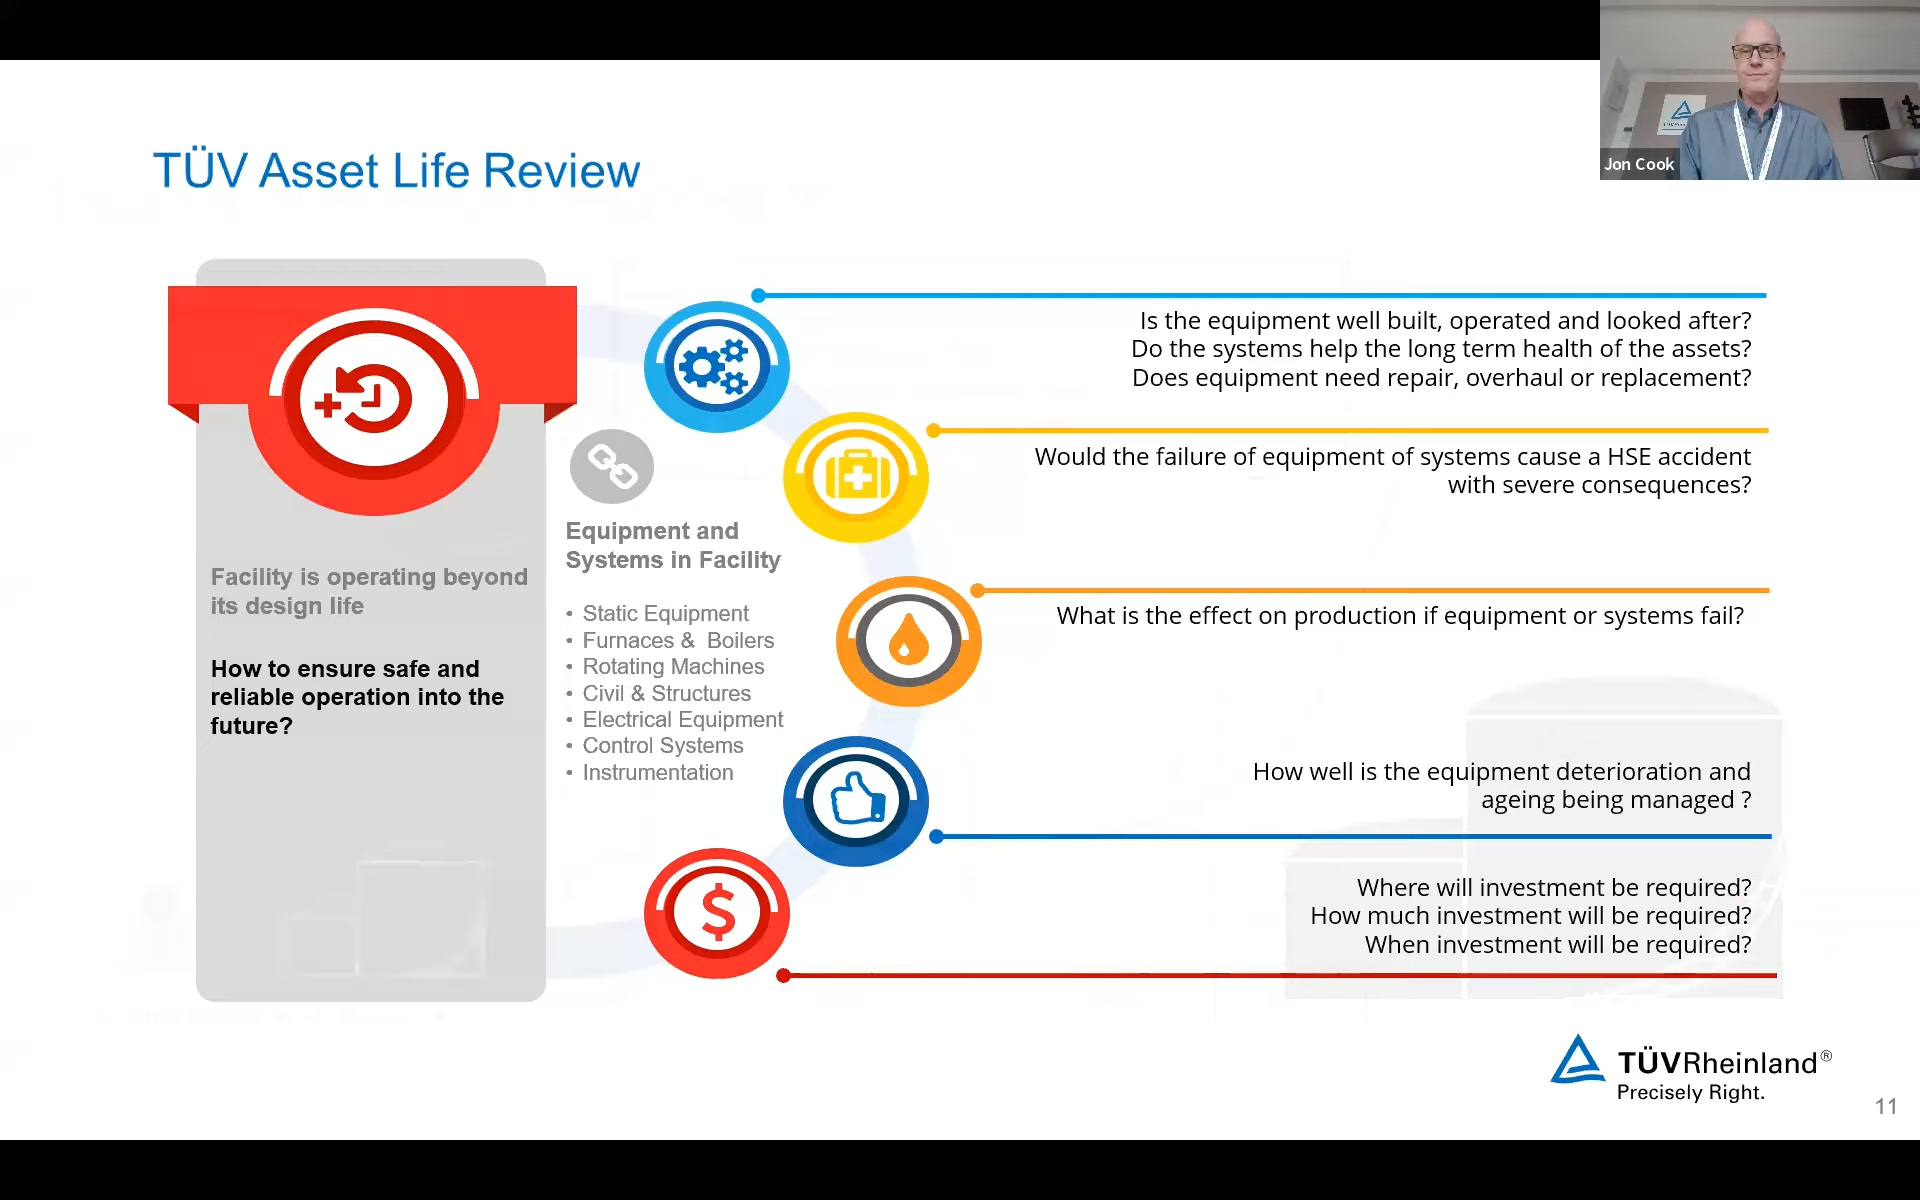 Jon Cook
TÜV Asset Life Review
Facility is operating beyond
its design life
How to ensure safe and
reliable operation into the
future?
Equipment and
Systems in Facility
• Static Equipment
• Furnaces & Boilers
• Rotating Machines
• Civil & Structures
• Electrical Equipment
• Control Systems
• Instrumentation
Is the equipment well built, operated and looked after?
Do the systems help the long term health of the assets?
Does equipment need repair, overhaul or replacement?
Would the failure of equipment of systems cause a HSE accident
with severe consequences?
What is the effect on production if equipment or systems fail?
How well is the equipment deterioration and
ageing being managed ?
$
Where will investment be required?
How much investment will be required?
When investment will be required?
TÜVRheinland®
Precisely Right.
11